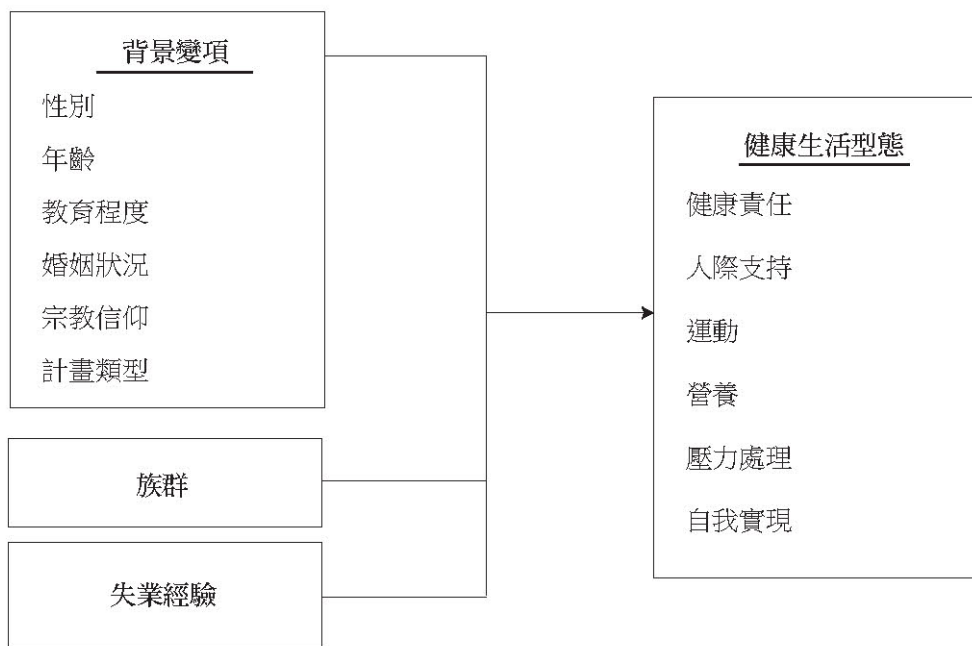 背景變項
性別
年齡
教育程度
婚姻狀況
宗教信仰
計畫類型
族群
失業經驗
健康生活型態
健康責任
人際支持
運動
營養
壓力處理
自我實現